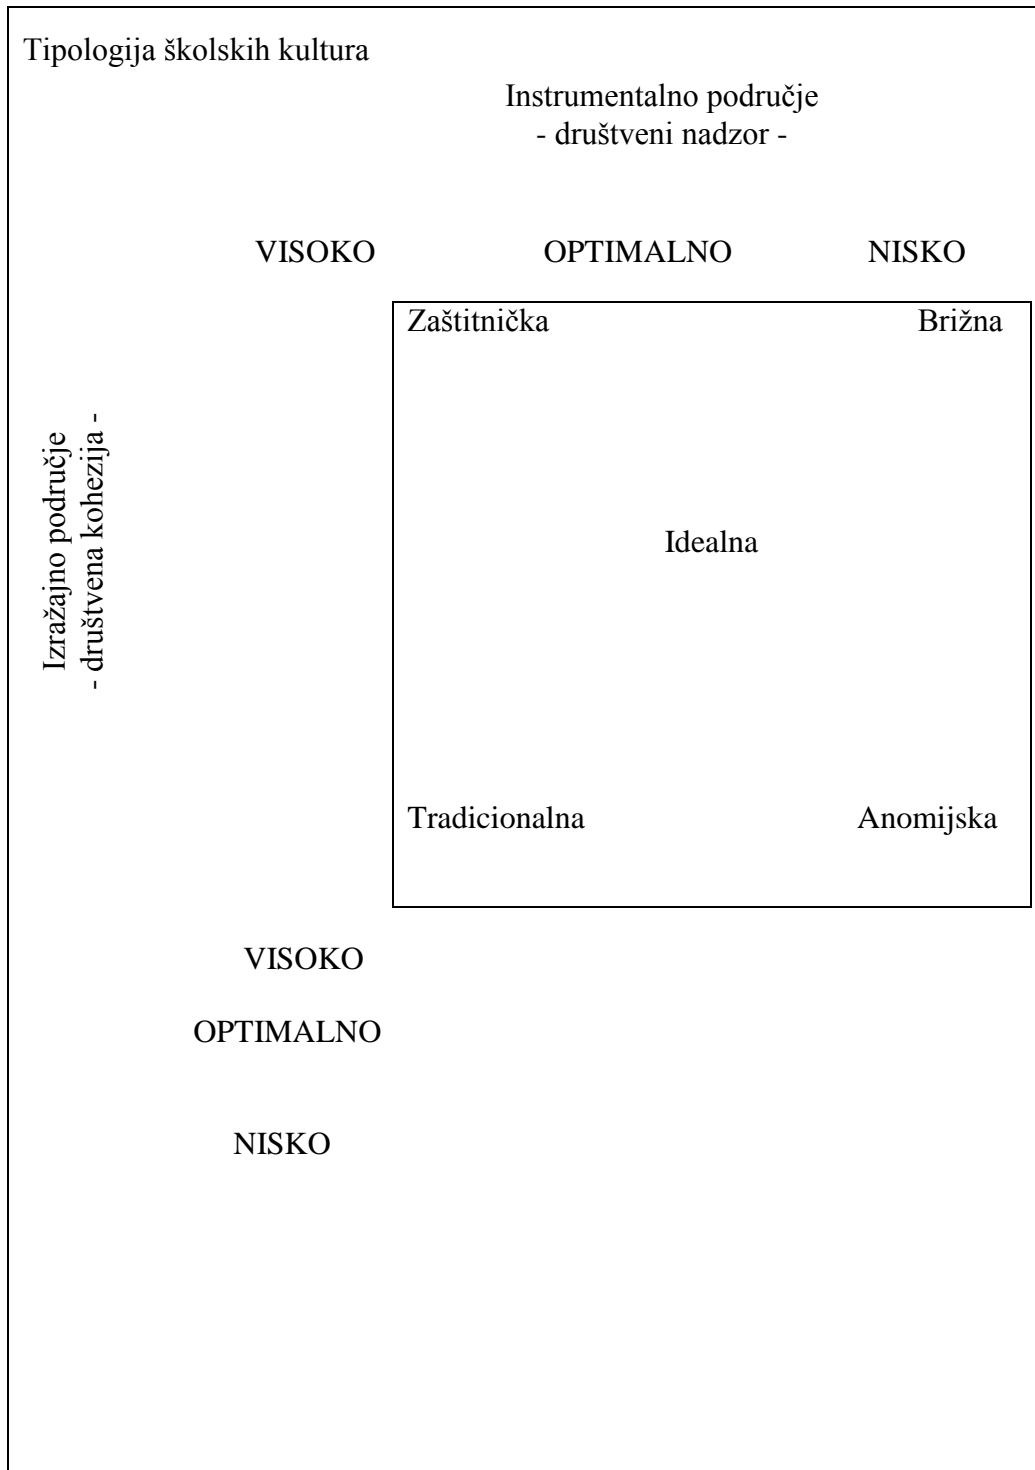 Tipologija školskih kultura
Instrumentalno područje
- društveni nadzor -
VISOKO OPTIMALNO NISKO
Zaštitnička Brižna
Izražajno područje
- društvena kohezija -
Idealna
Tradicionalna Anomijska
VISOKO
OPTIMALNO
NISKO